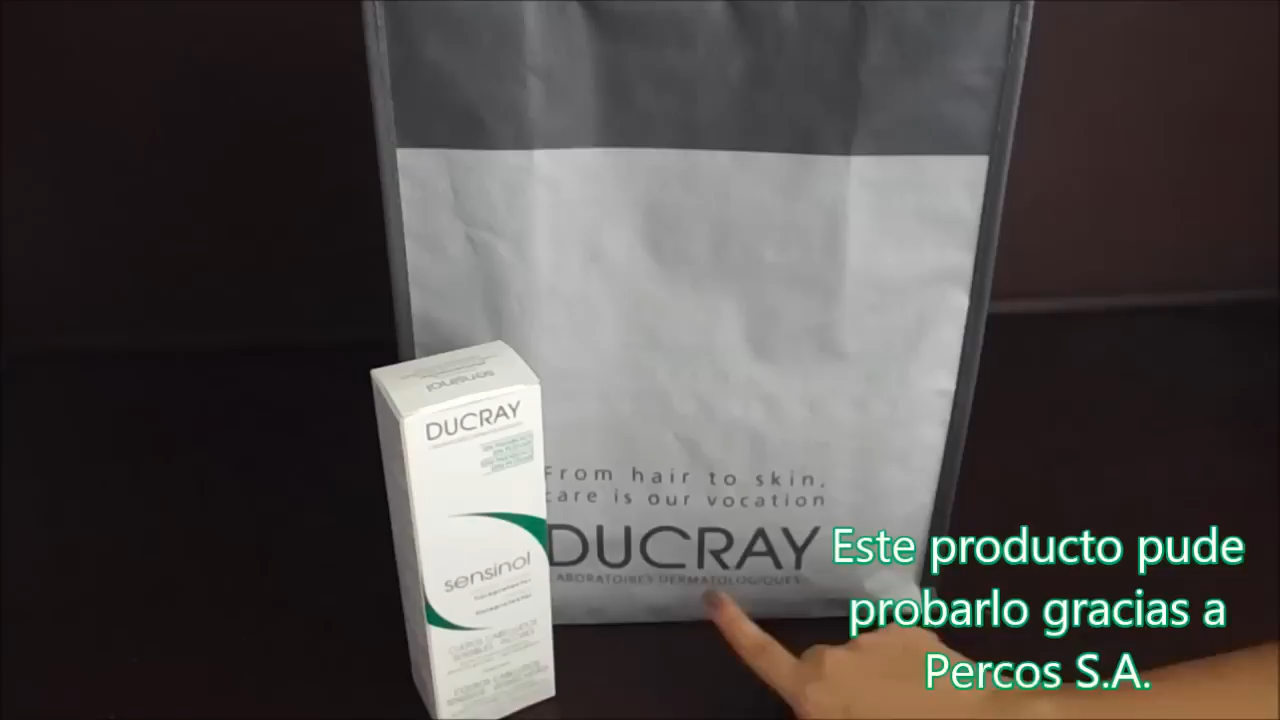 From hair to skin,
care is our vocation
DUCRAY
LABORATOIRES DERMATOLOGIQUES
sensinol
DUCRAY
sensinol
Este producto pude
probarlo gracias a
Percos S.A.